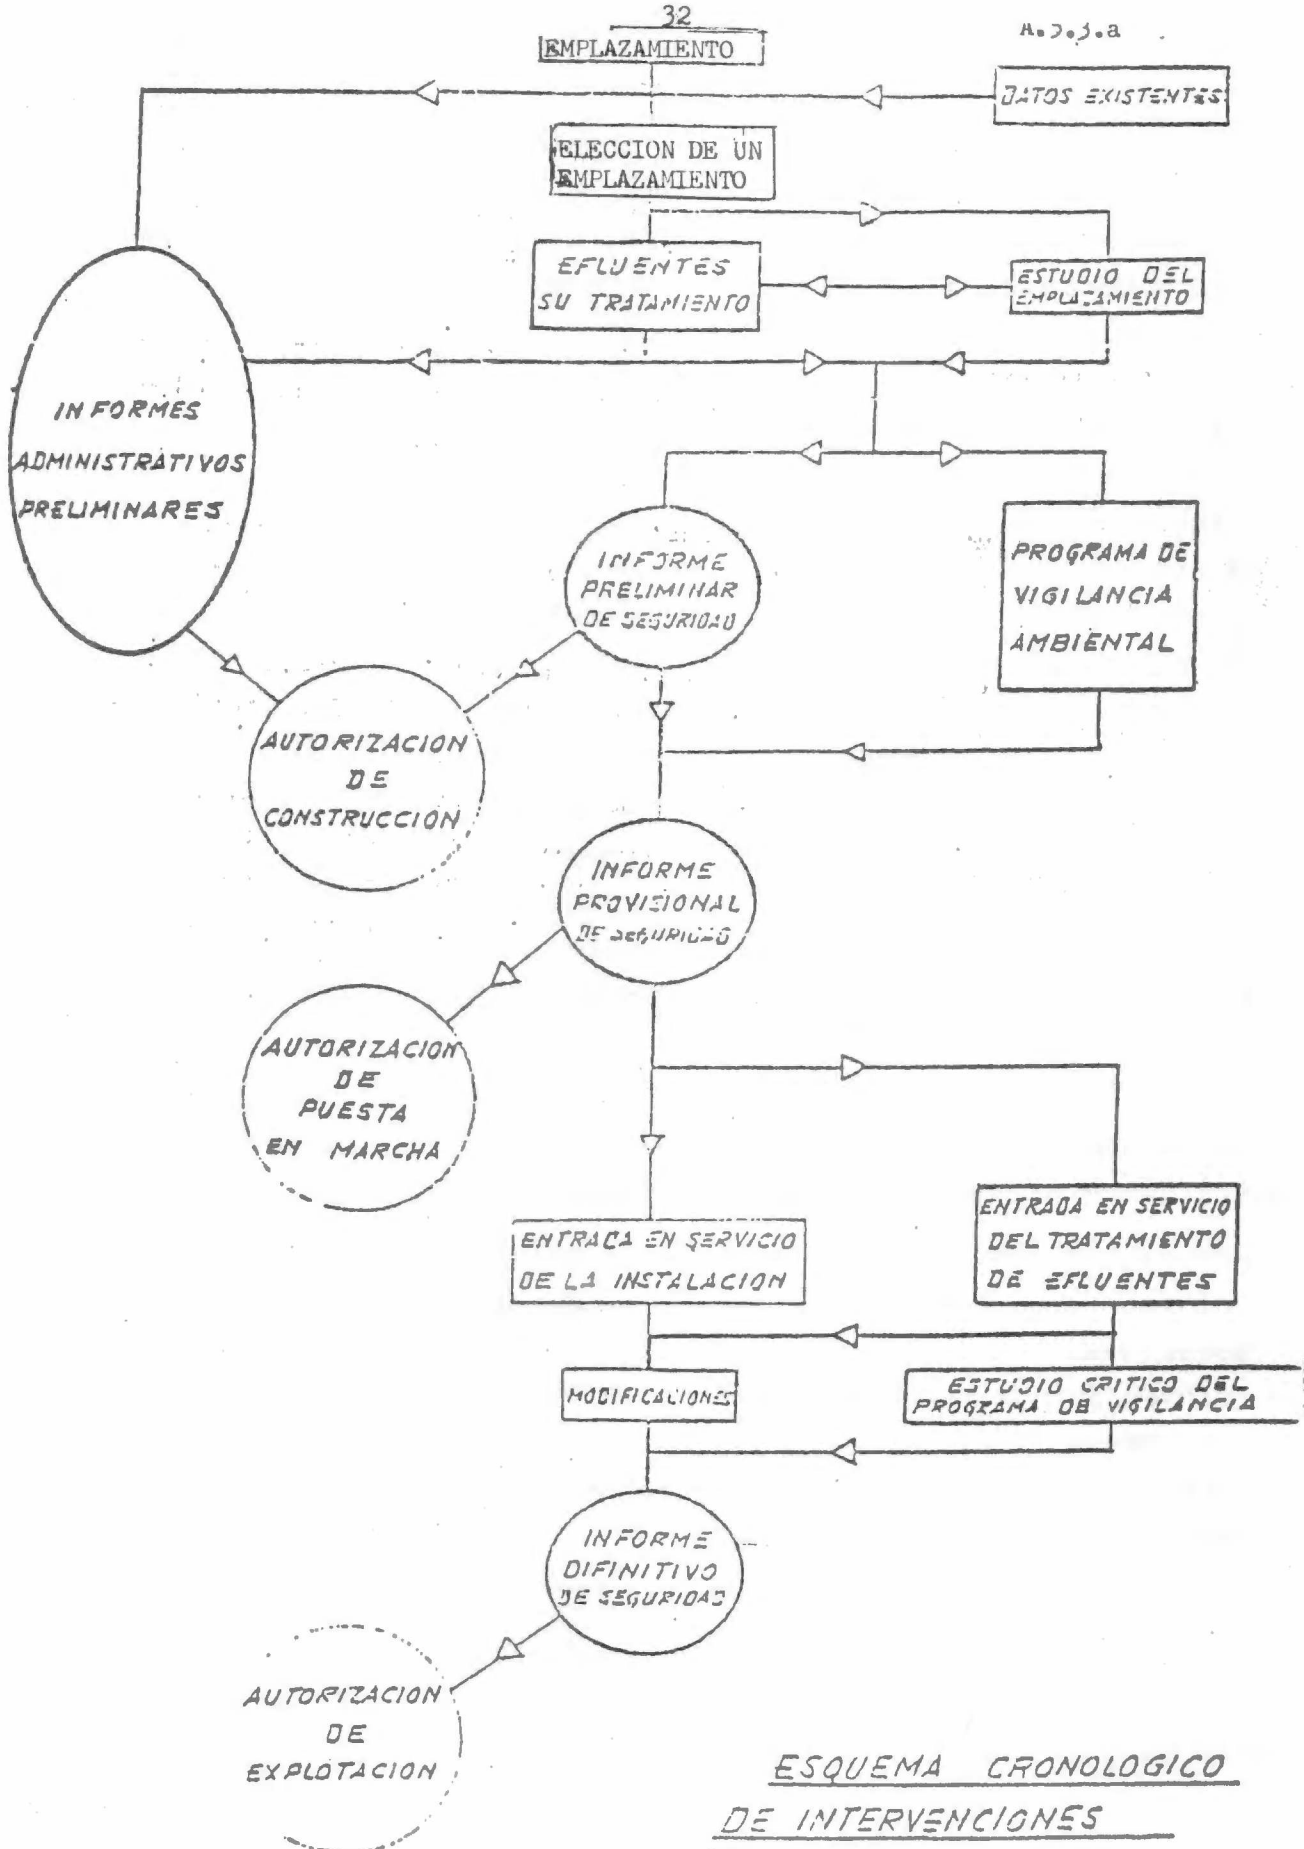 32
EMPLAZAMIENTO
DATOS EXISTENTES
ELECCION DE UN
EMPLAZAMIENTO
EFLUENTES
SU TRATAMIENTO
ESTUDIO DEL
EMPLAZAMIENTO
INFORMES
ADMINISTRATIVOS
PRELIMINARES
INFORME
PRELIMINAR
DE SEGURIDAD
PROGRAMA DE
VIGILANCIA
AMBIENTAL
AUTORIZACION
DE
CONSTRUCCION
INFORME
PROVISIONAL
DE SEGURIDAD
AUTORIZACION
DE
PUESTA
EN MARCHA
ENTRADA EN SERVICIO
DE LA INSTALACION
ENTRADA EN SERVICIO
DEL TRATAMIENTO
DE EFLUENTES
MODIFICACIONES
ESTUDIO CRITICO DEL
PROGRAMA DE VIGILANCIA
INFORME
DIFINITIVO
DE SEGURIDAD
AUTORIZACION
DE
EXPLOTACION
ESQUEMA CRONOLOGICO
DE INTERVENCIONES